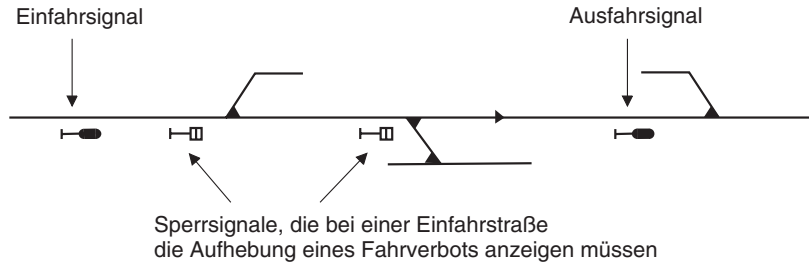 Einfahrsignal
Ausfahrsignal
Sperrsignale, die bei einer Einfahrstraße
die Aufhebung eines Fahrverbots anzeigen müssen